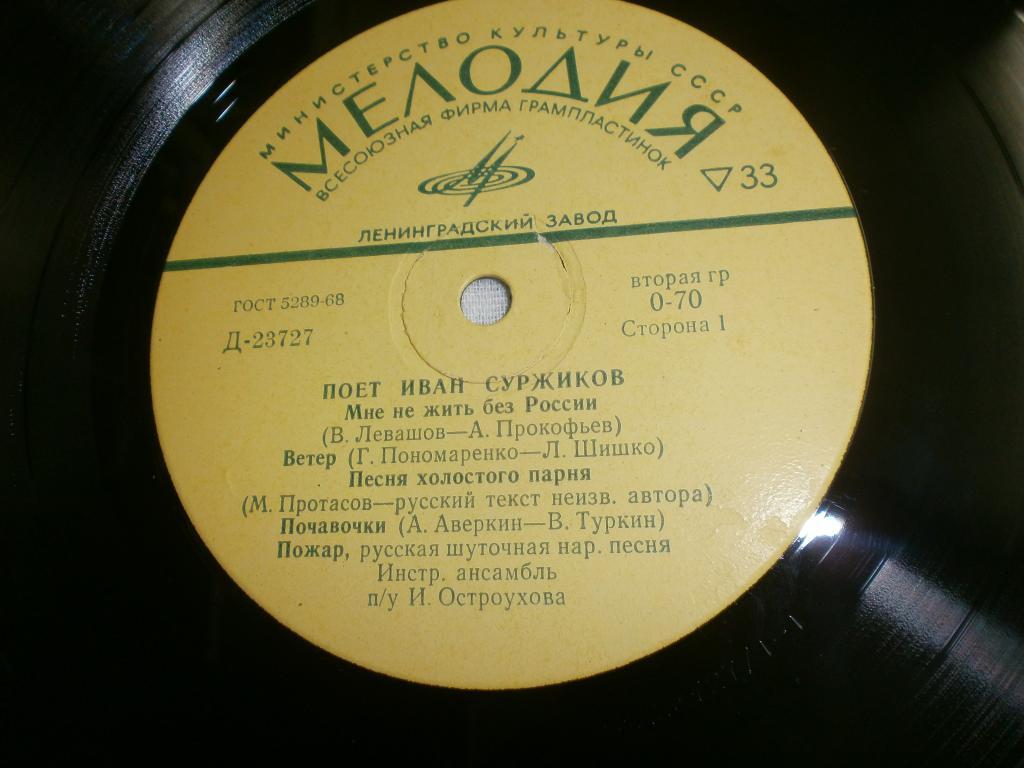 МИНИСТЕРСТВО КУЛЬТУРЫ СССР
МЕЛОДИЯ
ВСЕСОЮЗНАЯ ФИРМА ГРАМПЛАСТИНОК
33
ЛЕНИНГРАДСКИЙ ЗАВОД
ГОСТ 5289-68
Д-23727
вторая гр
0-70
Сторона 1
ПОЕТ ИВАН СУРЖИКОВ
Мне не жить без России
(В. Левашов—А. Прокофьев)
Ветер (Г. Пономаренко—Л. Шишко)
Песня холостого парня
(М. Протасов—русский текст неизв. автора)
Почавочки (А. Аверкин—В. Туркин)
Пожар, русская шуточная нар. песня
Инстр. ансамбль
п/у И. Остроухова